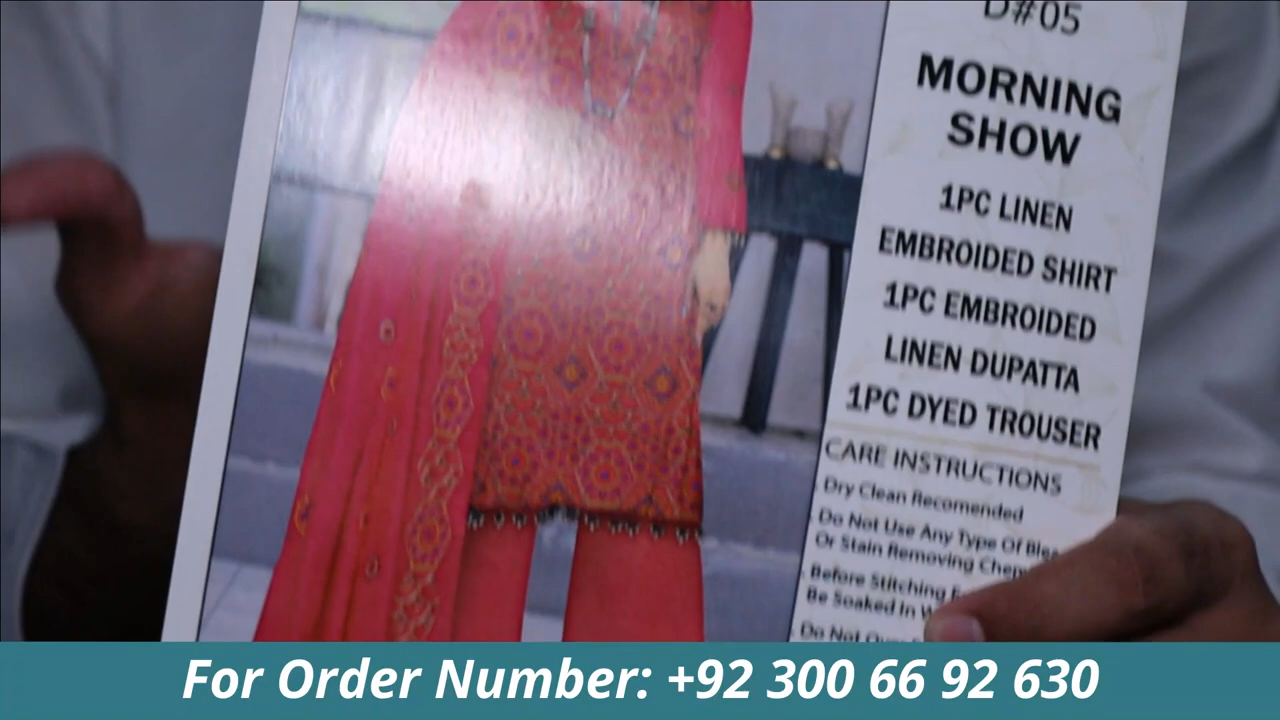 D#05
MORNING
SHOW
1PC LINEN
EMBROIDED SHIRT
1PC EMBROIDED
LINEN DUPATTA
1PC DYED TROUSER
CARE INSTRUCTIONS
Dry Clean Recomended
Do Not Use Any Type Of
Or Stain Removing
Before Stitching
Be Soaked In
Do Not
For Order Number: +92 300 66 92 630